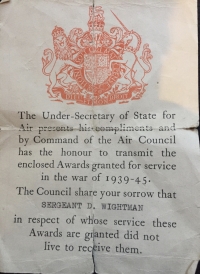 The Under-Secretary of State for
Air presents his compliments and
by Command of the Air Council
has the honour to transmit the
enclosed Awards granted for service
in the war of 1939-45.
The Council share your sorrow that
SERGEANT D. WIGHTMAN
in respect of whose service these
Awards are granted did not
live to receive them.